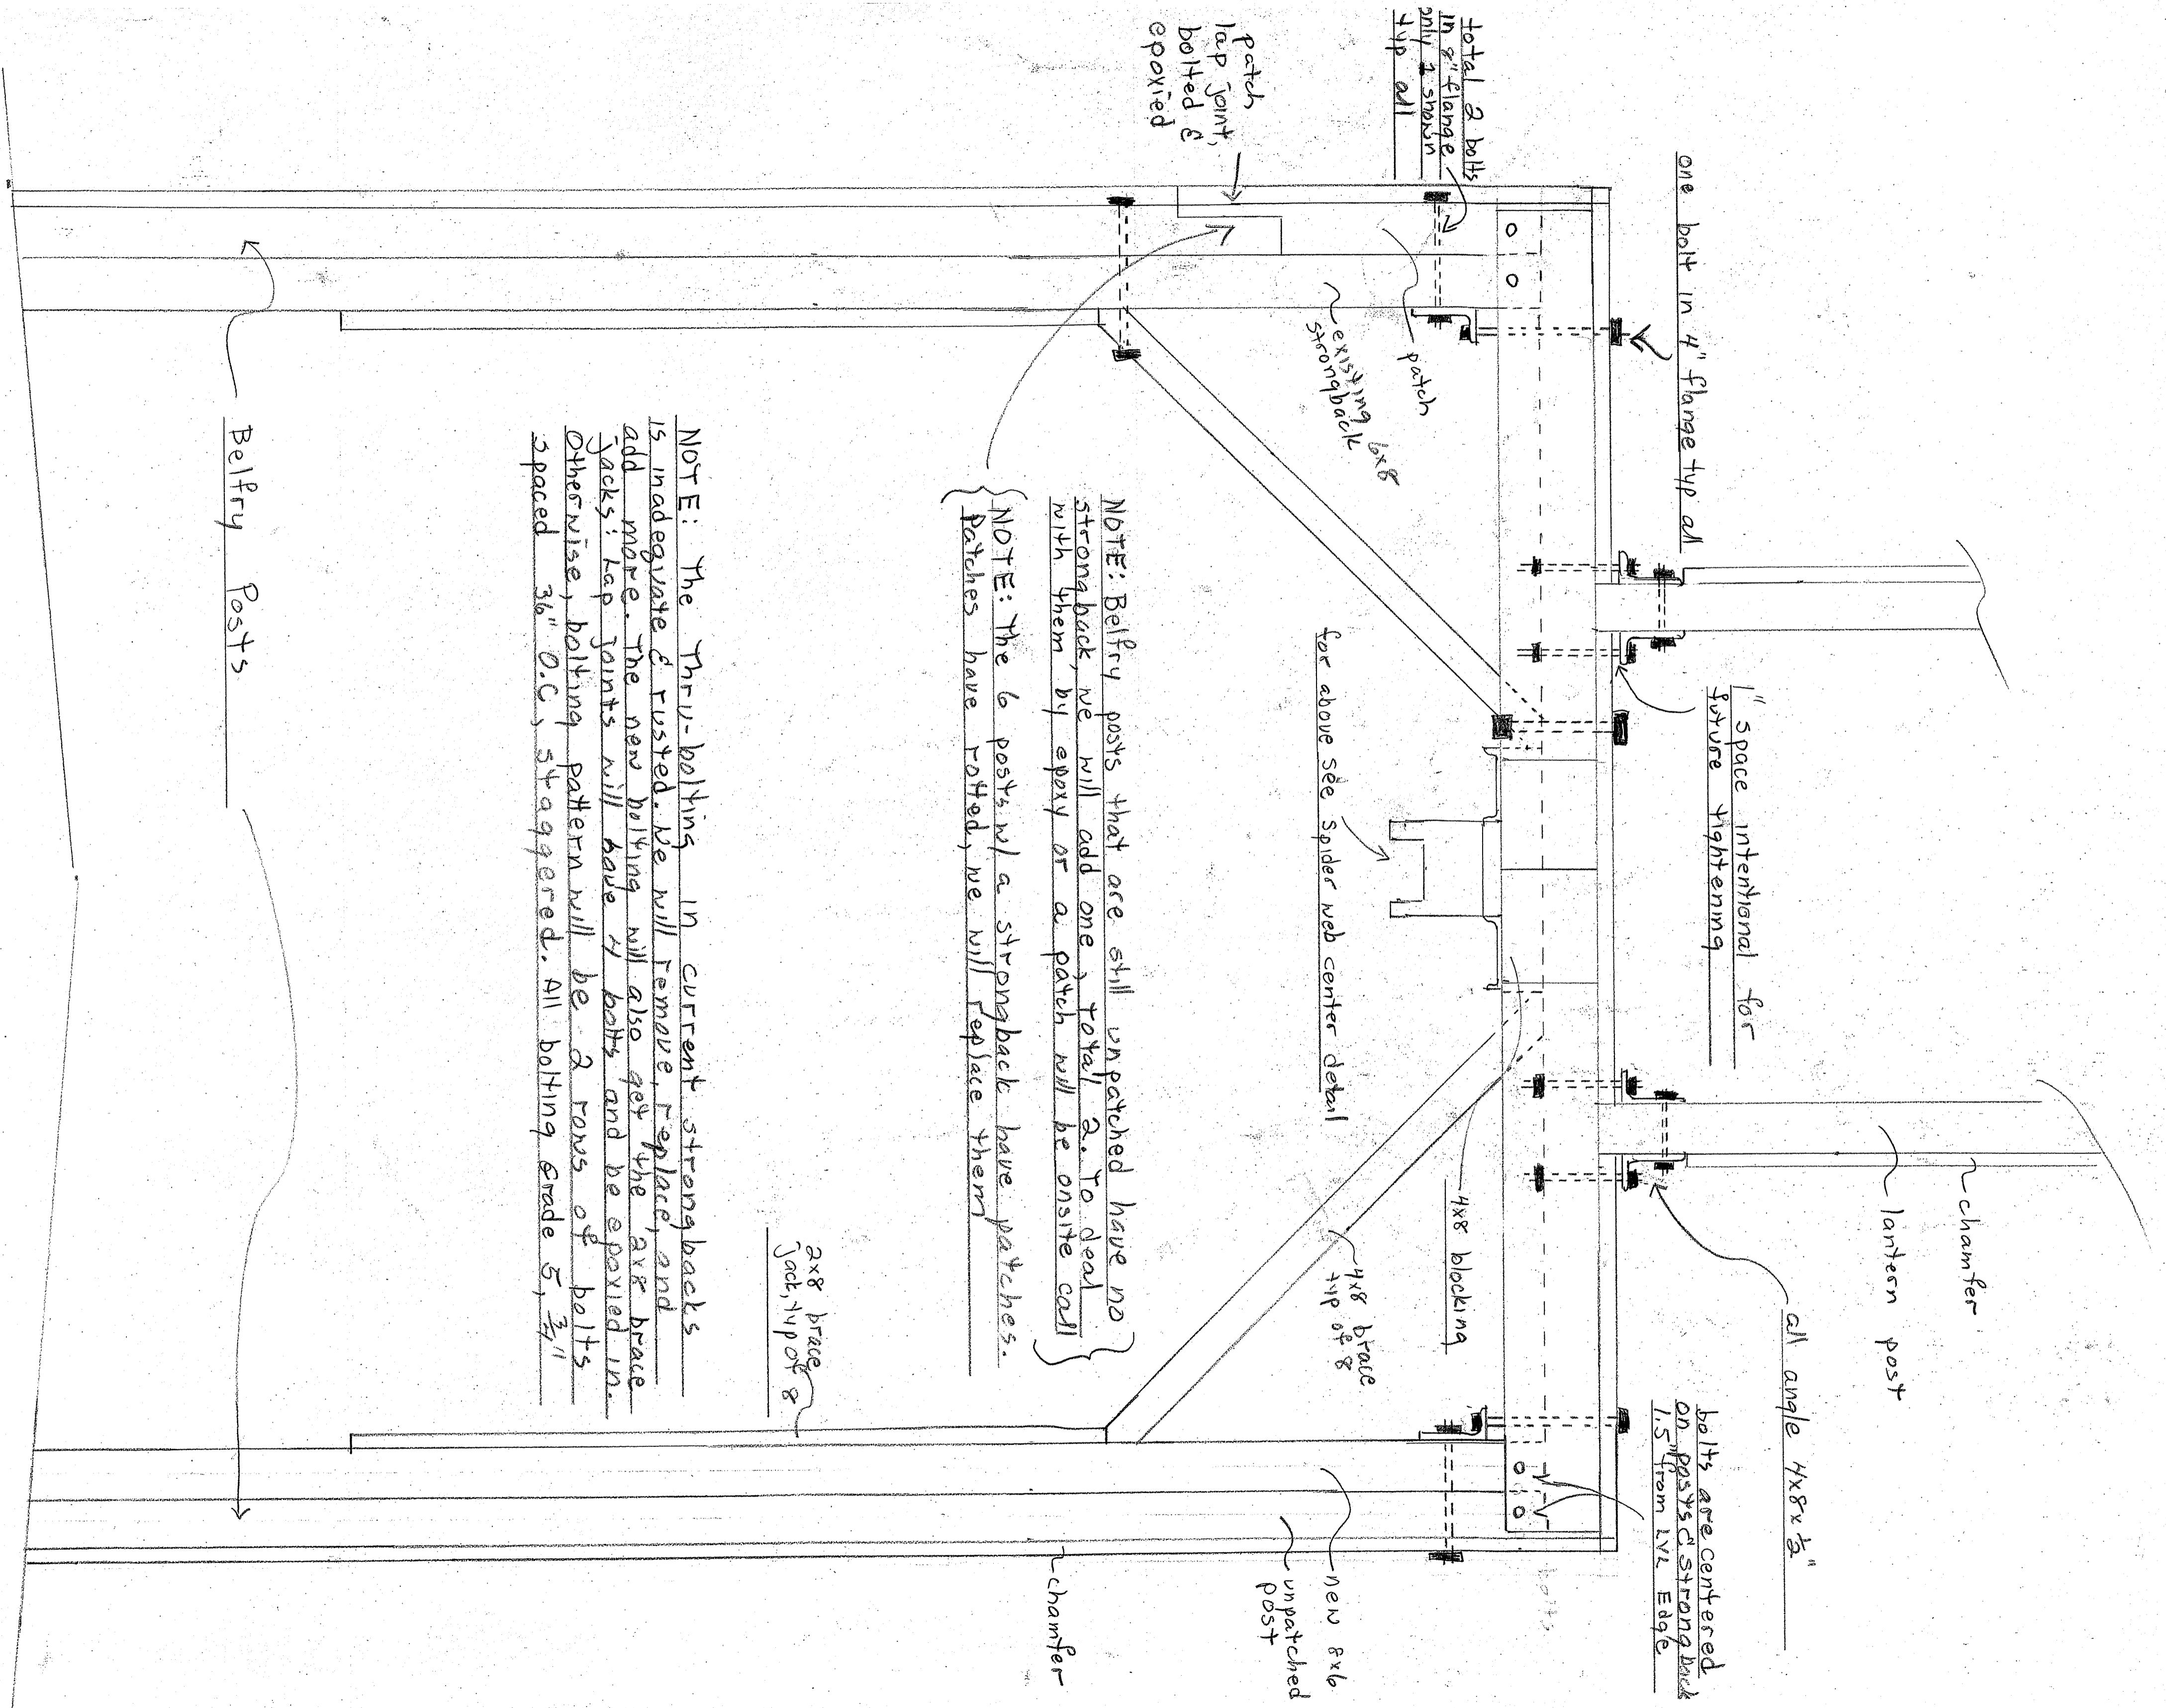 chamfer
lantern post
all angle 4x8x½"
1" space intentional for
future tightening
one bolt in 4" flange typ all
bolts are centered
on posts & strongback
1.5" from LVL Edge
total 2 bolts
in 8" flange
only 1 shown
typ all
4x8 blocking
patch
existing 6x8
strongback
for above see spider web center detail
4x8 brace
typ of 8
new 8x6
unpatched
post
patch
lap joint,
bolted &
epoxied
NOTE: Belfry posts that are still unpatched have no
strongback, we will add one, total 2. To deal
with them by epoxy or a patch will be onsite call
NOTE: The 6 posts w/ a strongback have patches.
Patches have rotted, we will replace them
chamfer
2x8 brace
jack, typ of 8
NOTE: The Thru-bolting in current strongbacks
is inadequate & rusted. We will remove, replace, and
add more. The new bolting will also get the 2x8 brace
jacks! Lap joints will have 4 bolts and be epoxied in.
Otherwise, bolting pattern will be 2 rows of bolts
spaced 36" O.C, staggered. All bolting Grade 5, ¾"
Belfry Posts